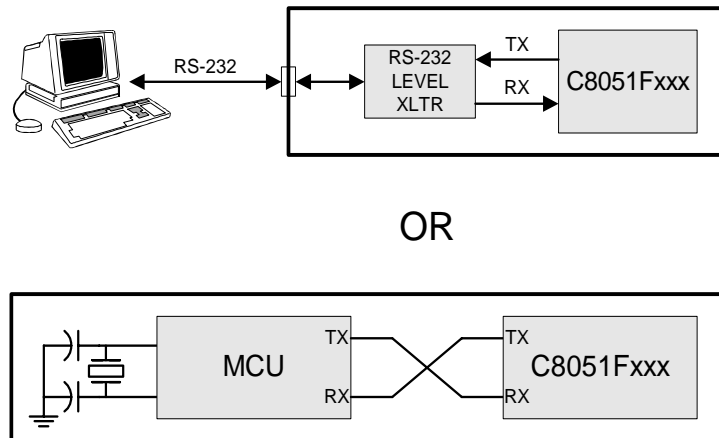 RS-232
RS-232
LEVEL
XLTR
TX
RX
C8051Fxxx
OR
MCU
TX
RX
TX
RX
C8051Fxxx